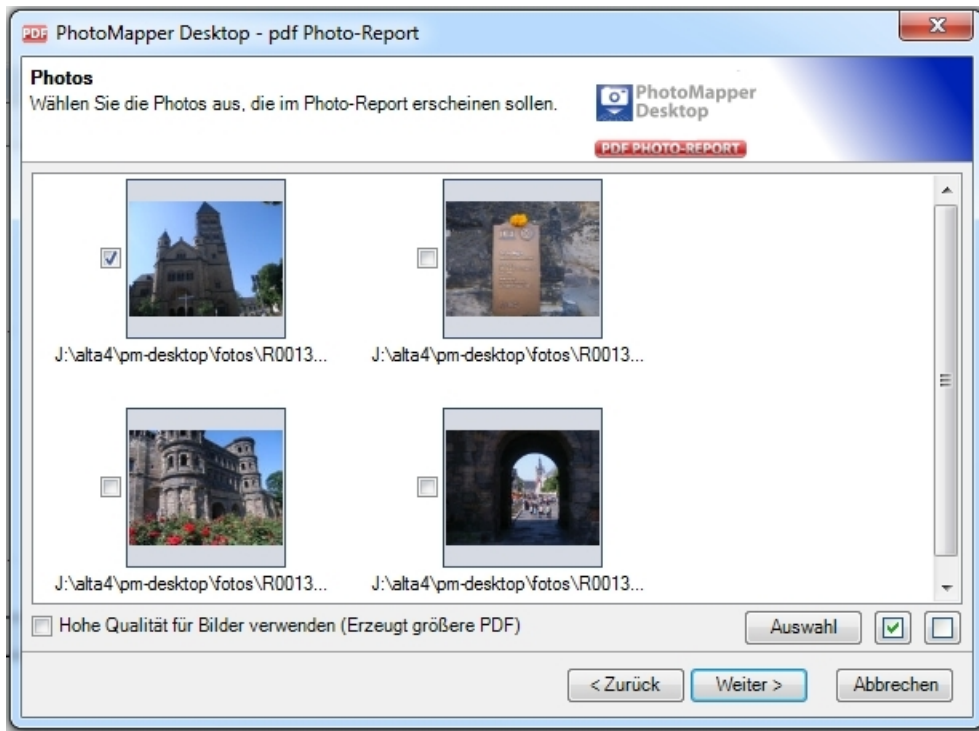 PDF PhotoMapper Desktop - pdf Photo-Report
Photos
Wählen Sie die Photos aus, die im Photo-Report erscheinen sollen.
PhotoMapper
Desktop
PDF PHOTO-REPORT
J:\alta4\pm-desktop\fotos\R0013...
J:\alta4\pm-desktop\fotos\R0013...
J:\alta4\pm-desktop\fotos\R0013...
J:\alta4\pm-desktop\fotos\R0013...
Hohe Qualität für Bilder verwenden (Erzeugt größere PDF)
Auswahl
< Zurück
Weiter >
Abbrechen